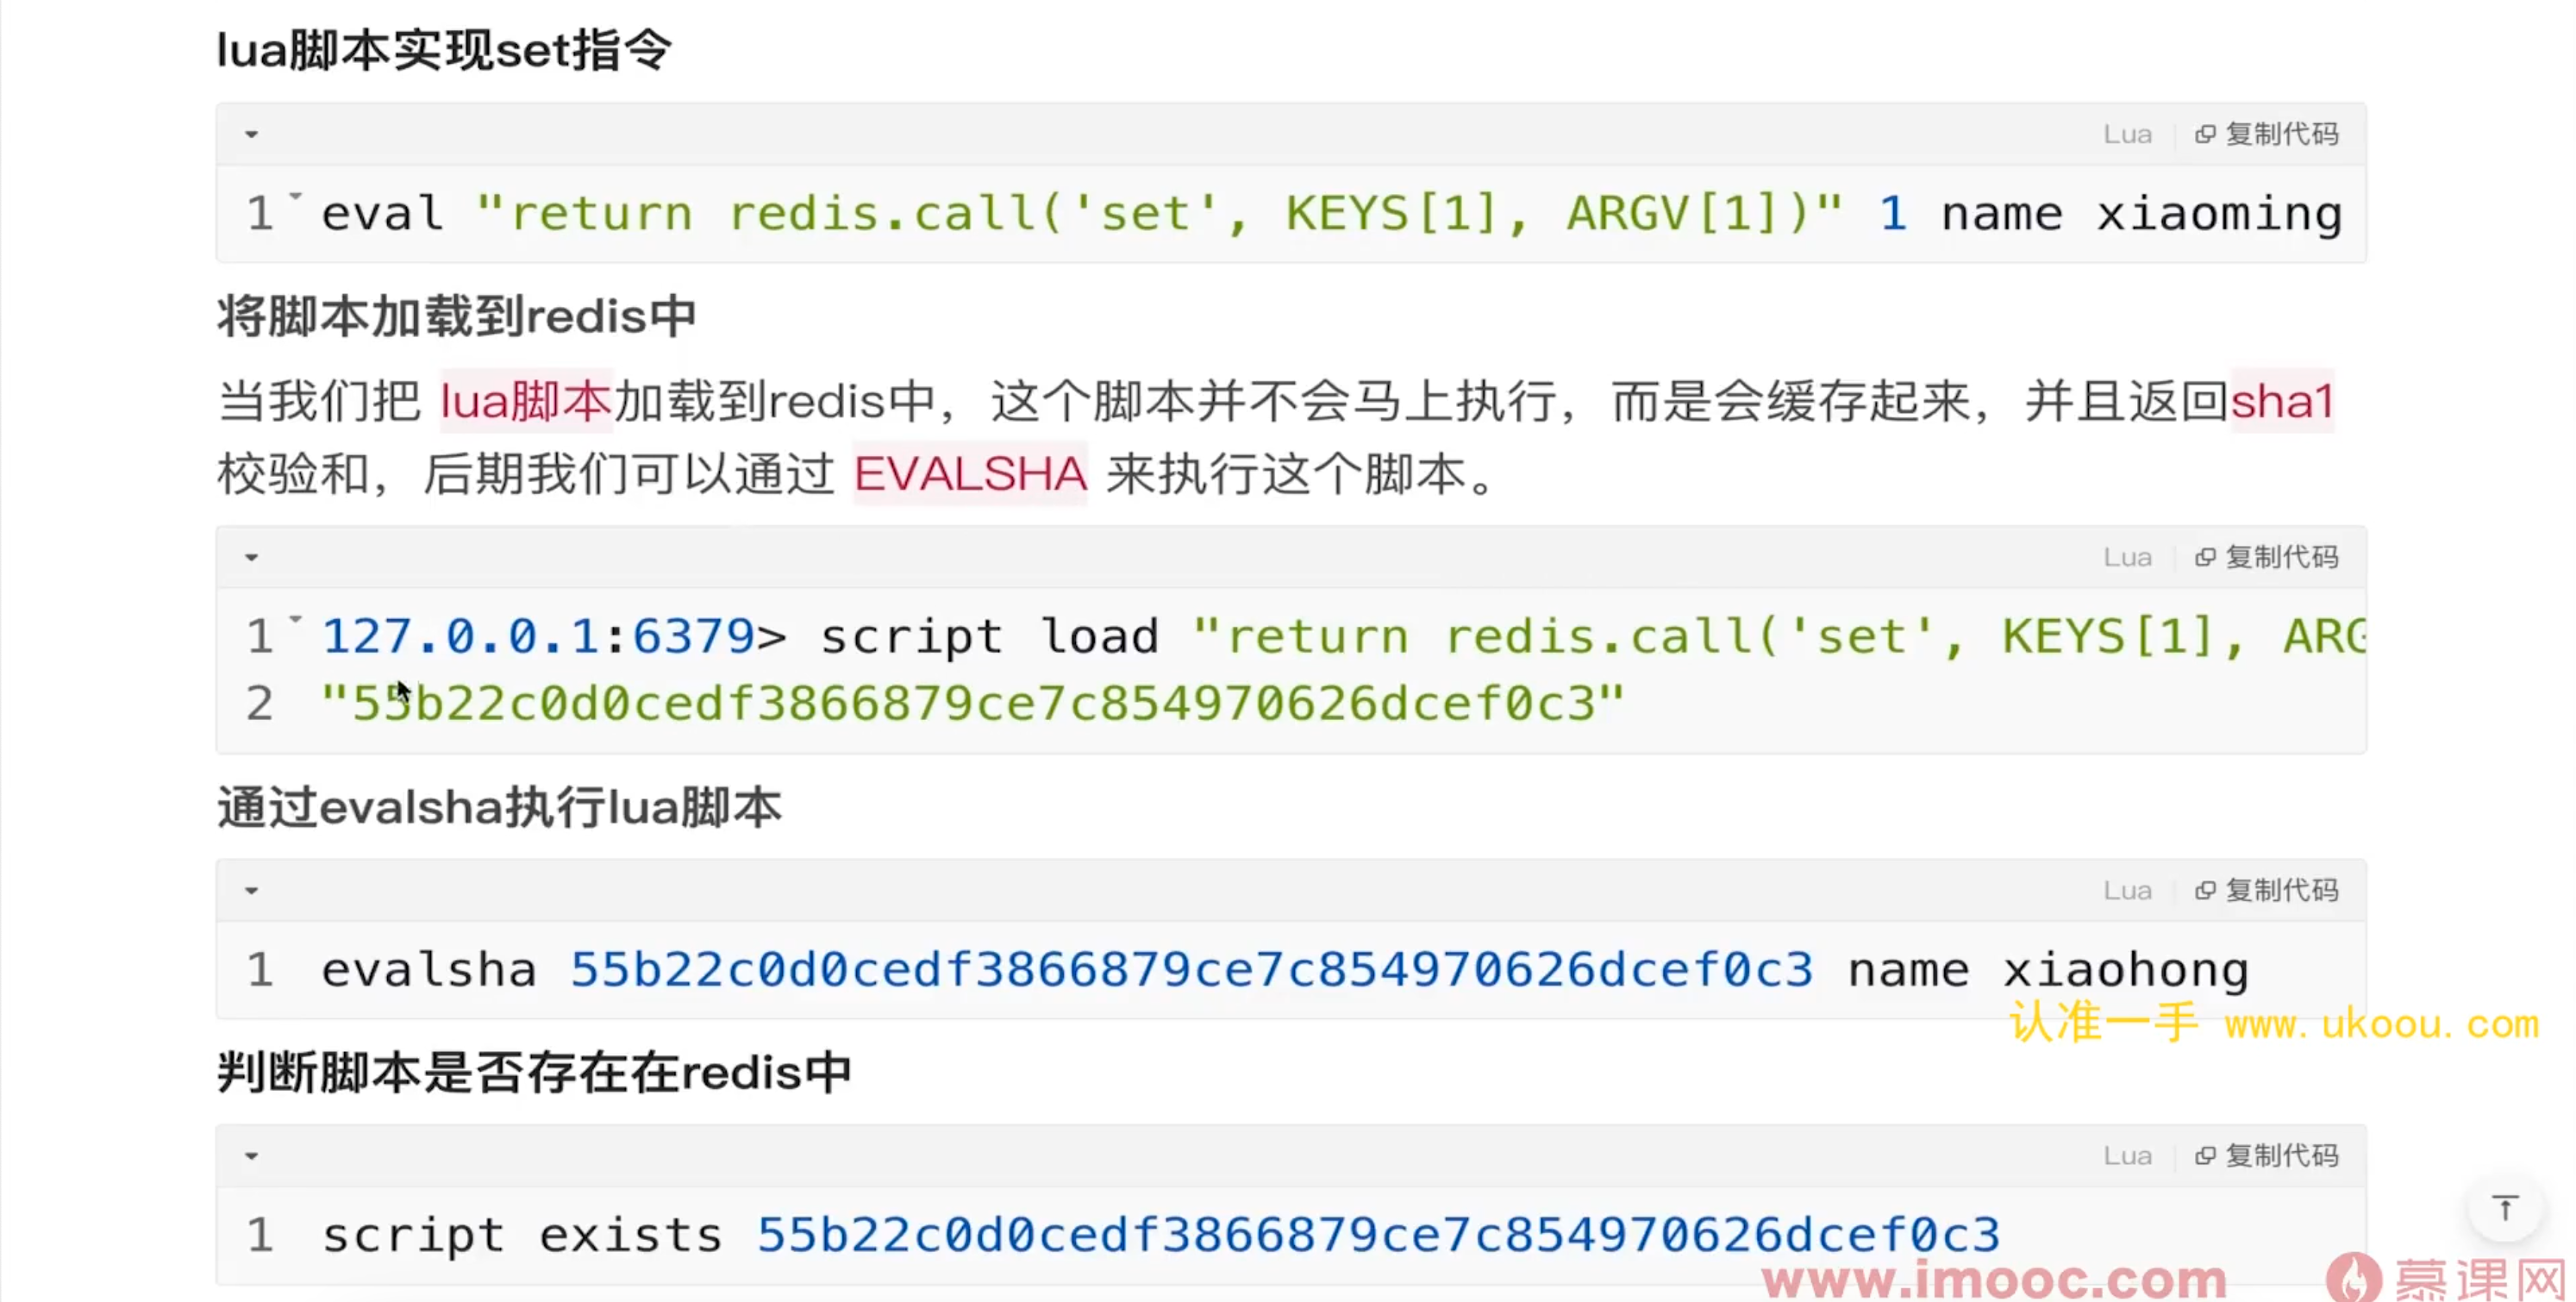 lua脚本实现set指令
Lua 复制代码
1 eval "return redis.call('set', KEYS[1], ARGV[1])" 1 name xiaoming
将脚本加载到redis中
当我们把 lua脚本加载到redis中，这个脚本并不会马上执行，而是会缓存起来，并且返回sha1
校验和，后期我们可以通过 EVALSHA 来执行这个脚本。
Lua 复制代码
1 127.0.0.1:6379> script load "return redis.call('set', KEYS[1], ARG
2 "55b22c0d0cedf3866879ce7c854970626dcef0c3"
通过evalsha执行lua脚本
Lua 复制代码
1 evalsha 55b22c0d0cedf3866879ce7c854970626dcef0c3 name xiaohong
认准一手 www.ukoou.com
判断脚本是否存在在redis中
Lua 复制代码
1 script exists 55b22c0d0cedf3866879ce7c854970626dcef0c3
www.imooc.com 慕课网